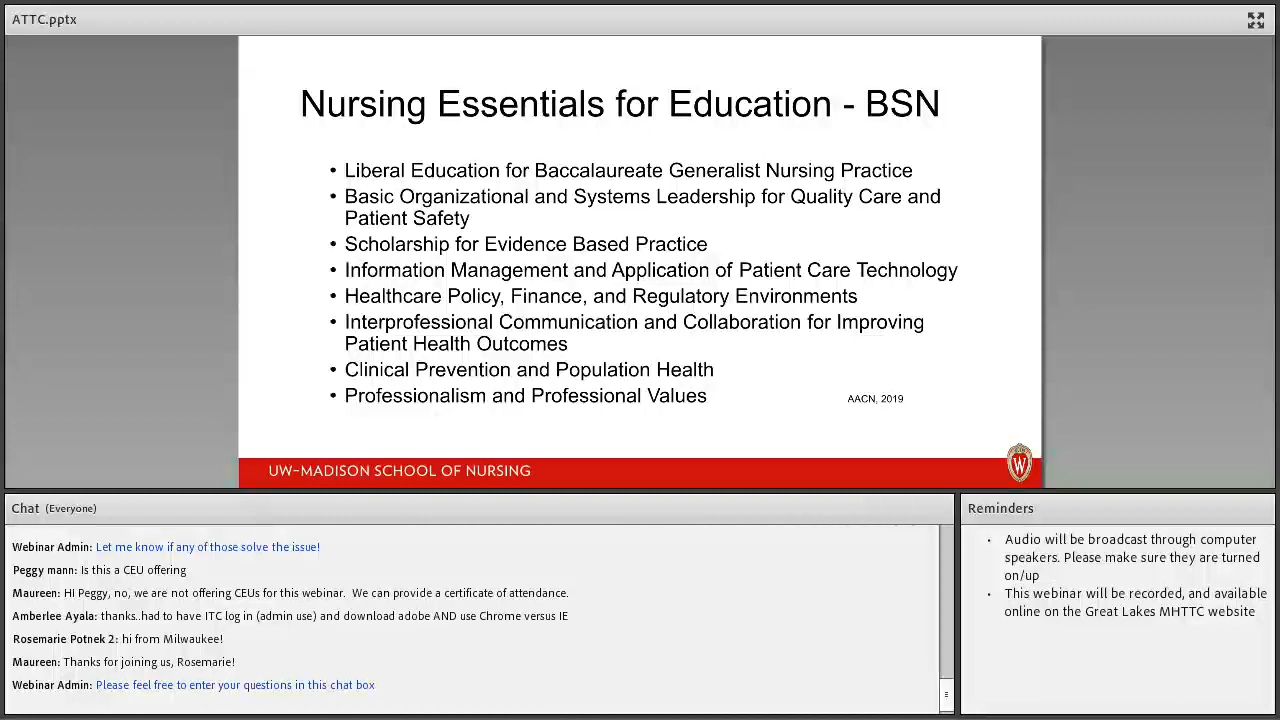 ATTC.pptx
Nursing Essentials for Education - BSN
• Liberal Education for Baccalaureate Generalist Nursing Practice
• Basic Organizational and Systems Leadership for Quality Care and
Patient Safety
• Scholarship for Evidence Based Practice
• Information Management and Application of Patient Care Technology
• Healthcare Policy, Finance, and Regulatory Environments
• Interprofessional Communication and Collaboration for Improving
Patient Health Outcomes
• Clinical Prevention and Population Health
• Professionalism and Professional Values
AACN, 2019
UW-MADISON SCHOOL OF NURSING
W
Chat (Everyone)
Webinar Admin: Let me know if any of those solve the issue!
Peggy mann: Is this a CEU offering
Maureen: HI Peggy, no, we are not offering CEUs for this webinar. We can provide a certificate of attendance.
Amberlee Ayala: thanks..had to have ITC log in (admin use) and download adobe AND use Chrome versus IE
Rosemarie Potnek 2: hi from Milwaukee!
Maureen: Thanks for joining us, Rosemarie!
Webinar Admin: Please feel free to enter your questions in this chat box
Reminders
• Audio will be broadcast through computer
speakers. Please make sure they are turned
on/up
• This webinar will be recorded, and available
online on the Great Lakes MHTTC website